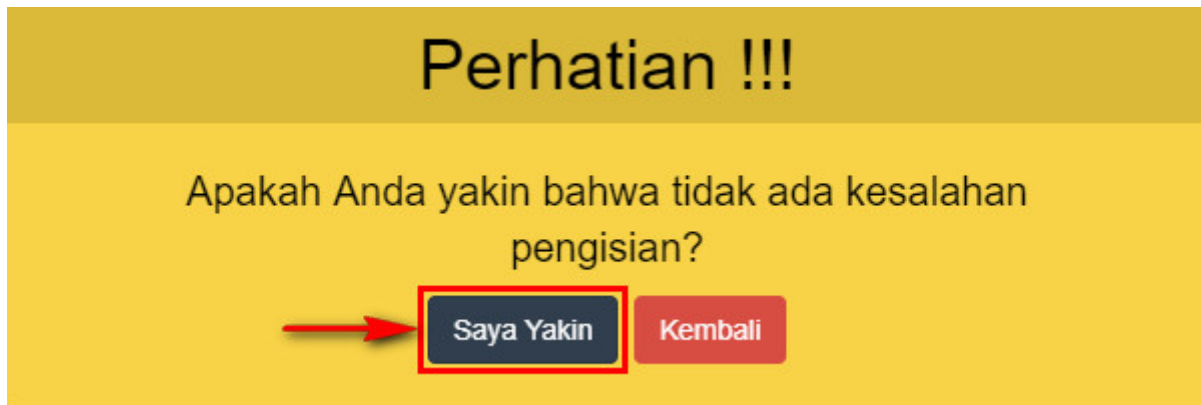 Perhatian !!!
Apakah Anda yakin bahwa tidak ada kesalahan
pengisian?
Saya Yakin Kembali